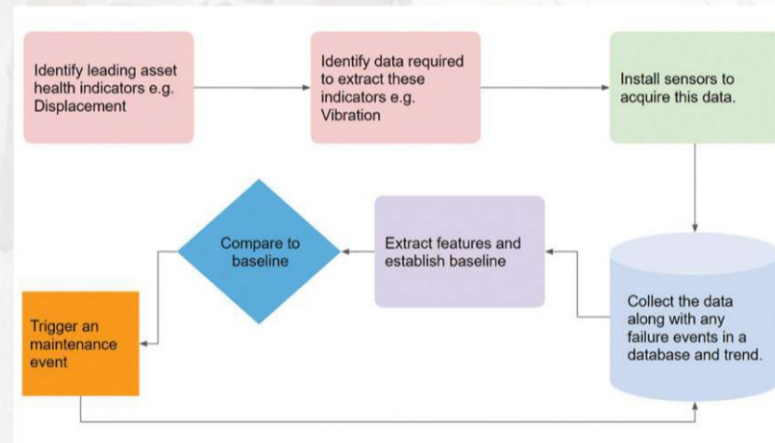 Identify leading asset
health indicators e.g.
Displacement
Identify data required
to extract these
indicators e.g.
Vibration
Install sensors to
acquire this data.
Compare to
baseline
Extract features and
establish baseline
Collect the data
along with any
failure events in a
database and trend.
Trigger an
maintenance
event